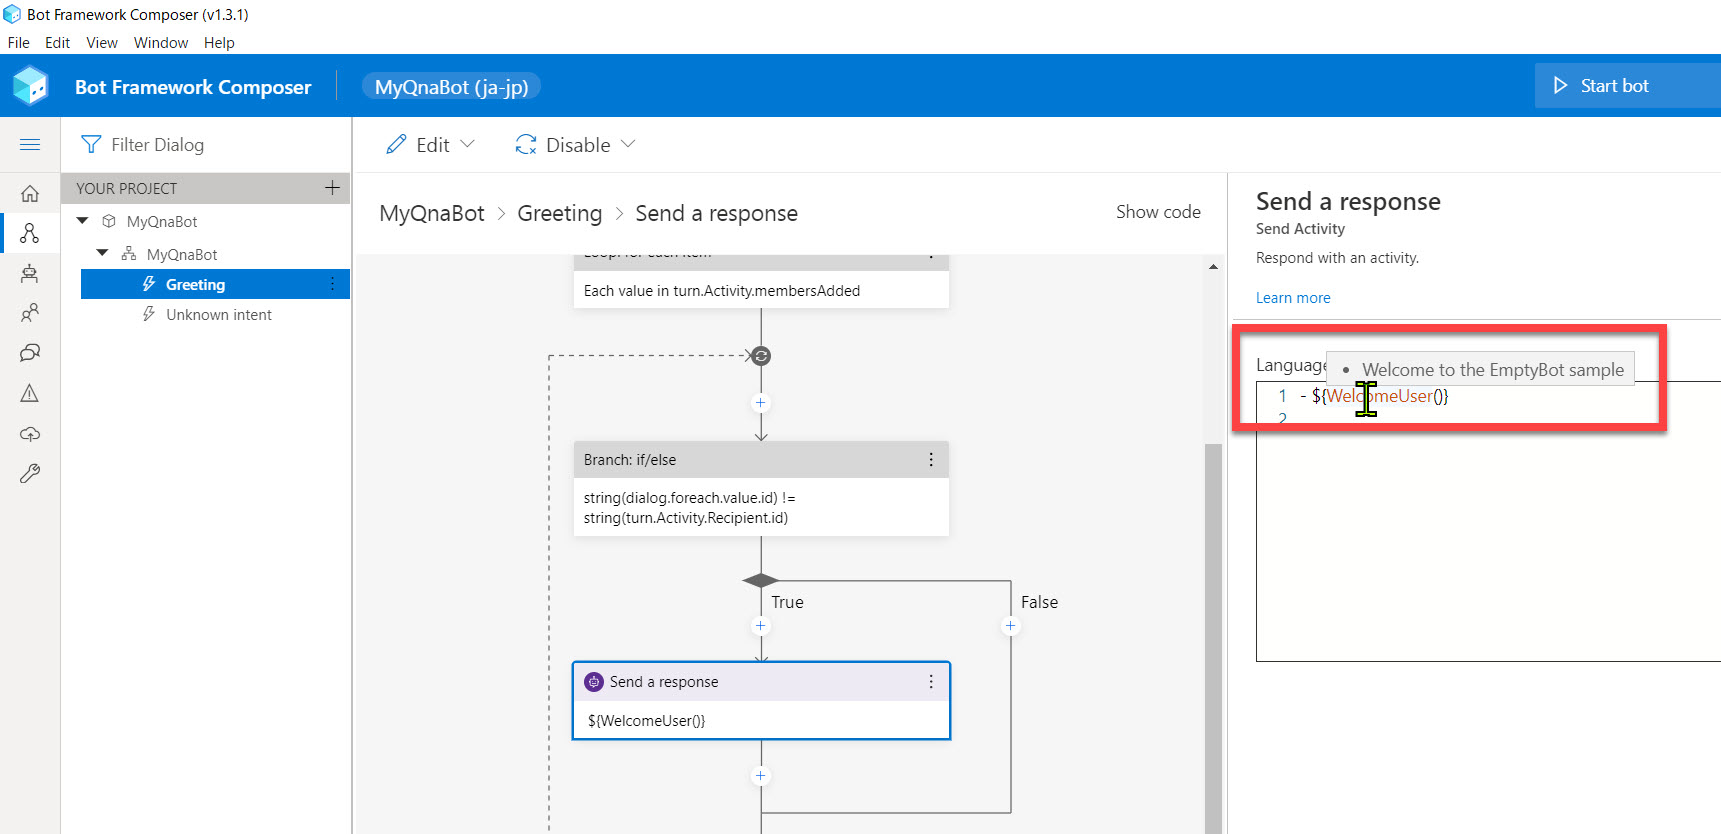 Bot Framework Composer (v1.3.1)
File Edit View Window Help
Bot Framework Composer
MyQnaBot (ja-jp)
Start bot
Filter Dialog
Edit
Disable
YOUR PROJECT
MyQnaBot
MyQnaBot
Greeting
Unknown intent
MyQnaBot > Greeting > Send a response
Show code
Loop: for each item
Each value in turn.Activity.membersAdded
Branch: if/else
string(dialog.foreach.value.id) !=
string(turn.Activity.Recipient.id)
True
False
Send a response
${WelcomeUser()}
Send a response
Send Activity
Respond with an activity.
Learn more
Language
• Welcome to the EmptyBot sample
1 - ${WelcomeUser()}
2